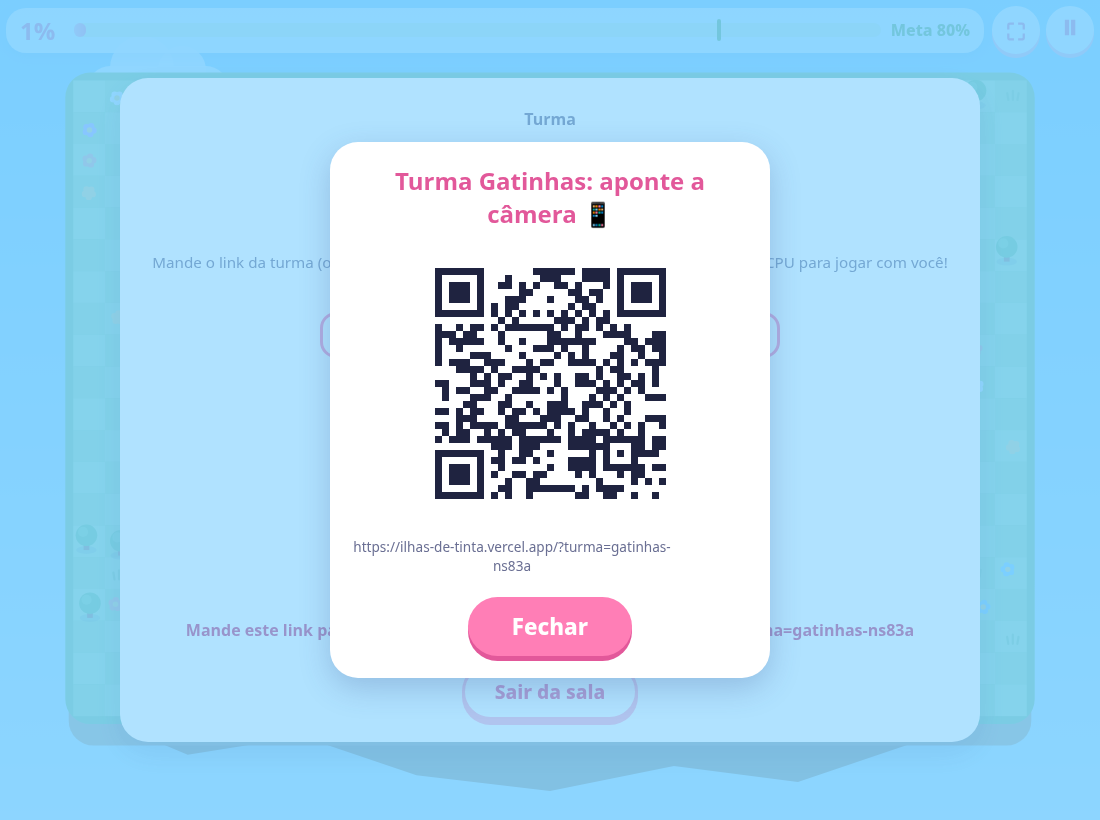 1%
Meta 80%
Turma
Turma Gatinhas: aponte a
câmera 📱
Mande o link da turma (o
CPU para jogar com você!
https://ilhas-de-tinta.vercel.app/?turma=gatinhas-
ns83a
Fechar
Mande este link pa
na=gatinhas-ns83a
Sair da sala